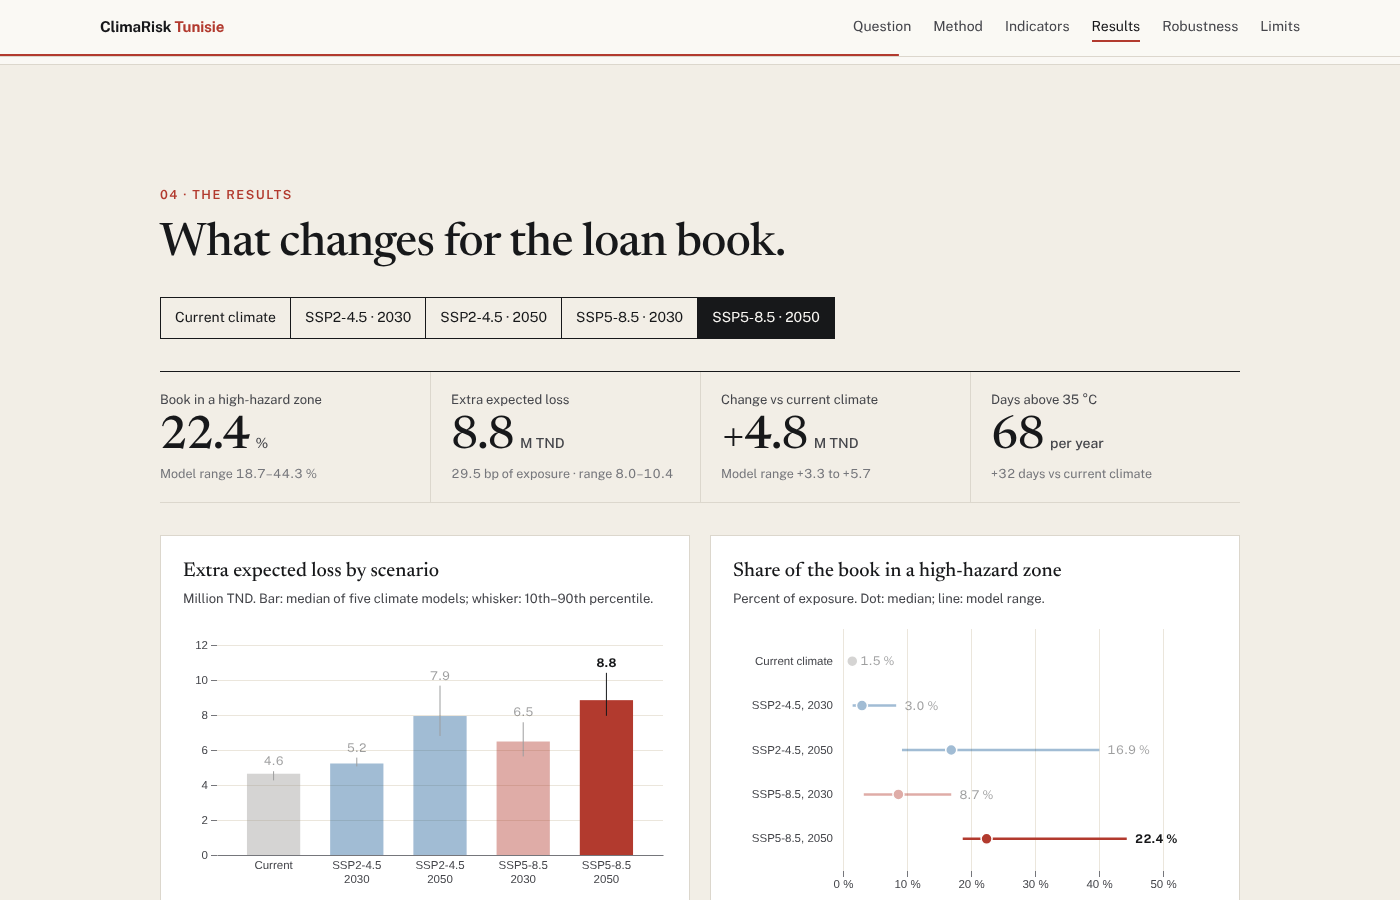 ClimaRisk Tunisie
Question Method Indicators Results Robustness Limits
04 · THE RESULTS
What changes for the loan book.
Current climate SSP2-4.5 · 2030 SSP2-4.5 · 2050 SSP5-8.5 · 2030 SSP5-8.5 · 2050
Book in a high-hazard zone
22.4 %
Model range 18.7–44.3 %
Extra expected loss
8.8 M TND
29.5 bp of exposure · range 8.0–10.4
Change vs current climate
+4.8 M TND
Model range +3.3 to +5.7
Days above 35 °C
68 per year
+32 days vs current climate
Extra expected loss by scenario
Million TND. Bar: median of five climate models; whisker: 10th–90th percentile.
12
10
8
6
4
2
0
4.6
5.2
7.9
6.5
8.8
Current
SSP2-4.5
2030
SSP2-4.5
2050
SSP5-8.5
2030
SSP5-8.5
2050
Share of the book in a high-hazard zone
Percent of exposure. Dot: median; line: model range.
Current climate 1.5 %
SSP2-4.5, 2030 3.0 %
SSP2-4.5, 2050 16.9 %
SSP5-8.5, 2030 8.7 %
SSP5-8.5, 2050 22.4 %
0 % 10 % 20 % 30 % 40 % 50 %